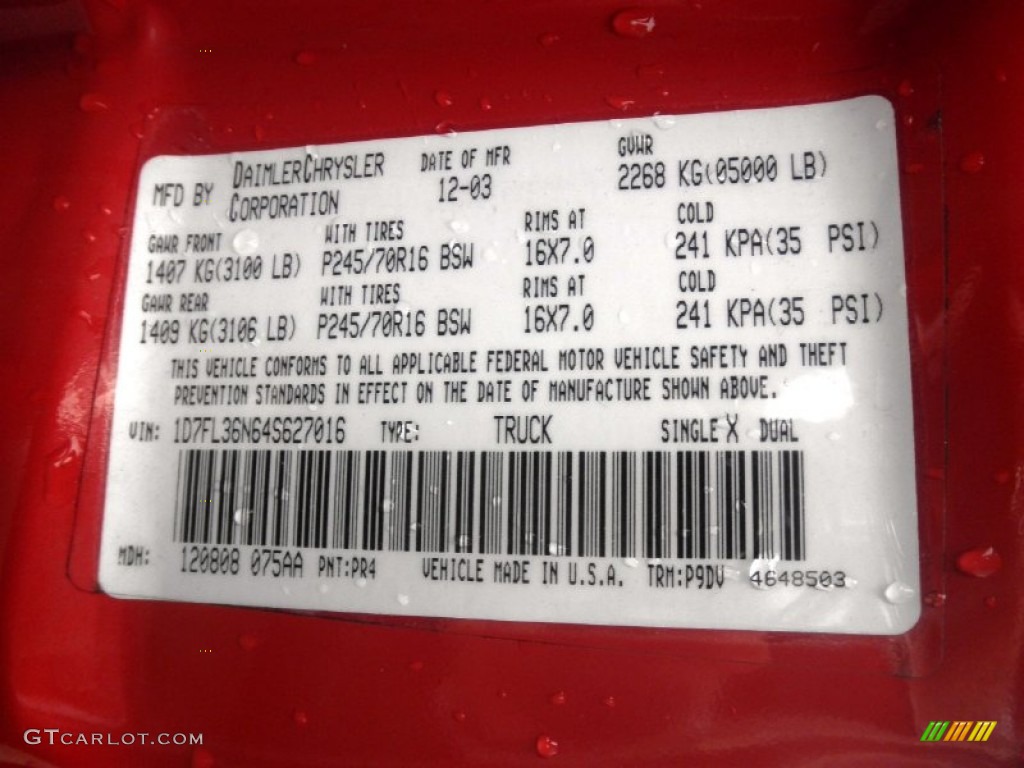 MFD BY DAIMLERCHRYSLER CORPORATION DATE OF MFR 12-03 GVWR 2268 KG(05000 LB)
GAWR FRONT WITH TIRES RIMS AT COLD
1407 KG(3100 LB) P245/70R16 BSW 16X7.0 241 KPA(35 PSI)
GAWR REAR WITH TIRES RIMS AT COLD
1409 KG(3106 LB) P245/70R16 BSW 16X7.0 241 KPA(35 PSI)
THIS VEHICLE CONFORMS TO ALL APPLICABLE FEDERAL MOTOR VEHICLE SAFETY AND THEFT
PREVENTION STANDARDS IN EFFECT ON THE DATE OF MANUFACTURE SHOWN ABOVE.
VIN: 1D7FL36N64S627016 TYPE: TRUCK SINGLE X DUAL
MDH: 120808 075AA PNT:PR4 VEHICLE MADE IN U.S.A. TRM:P9DV 4648503
GTCARLOT.COM